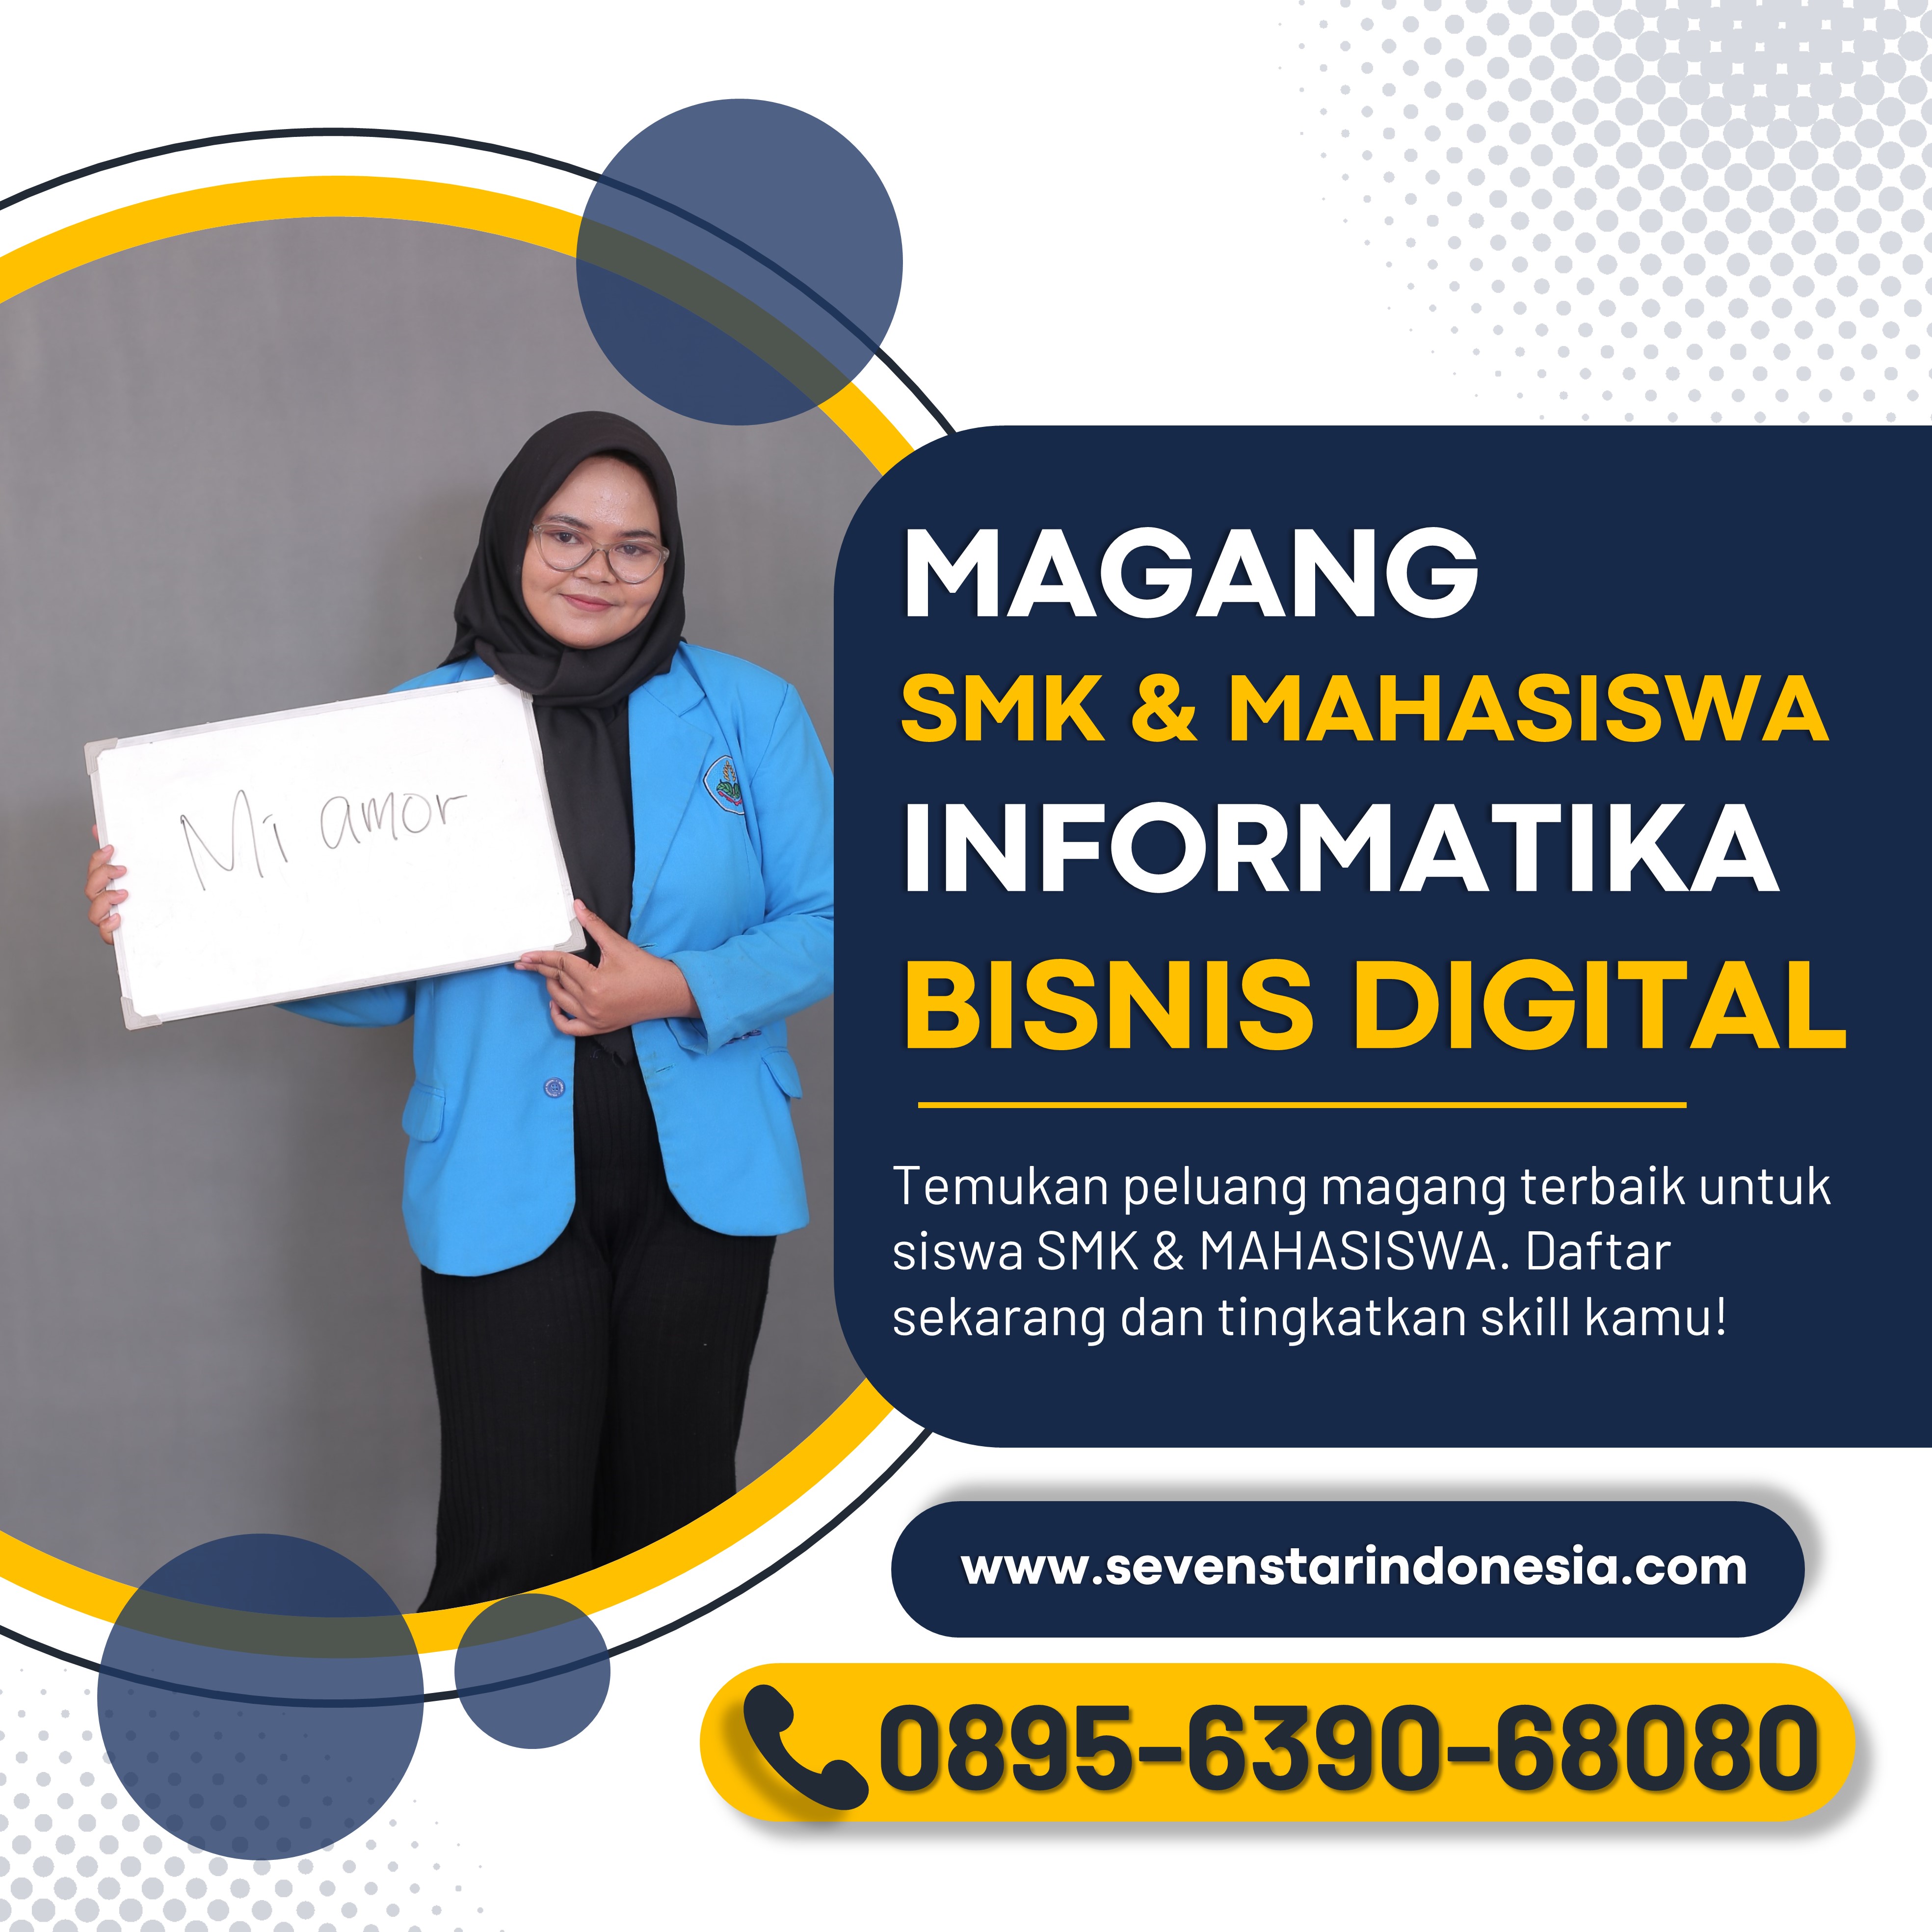 Mi amor
MAGANG
SMK & MAHASISWA
INFORMATIKA
BISNIS DIGITAL
Temukan peluang magang terbaik untuk
siswa SMK & MAHASISWA. Daftar
sekarang dan tingkatkan skill kamu!
www.sevenstarindonesia.com
0895-6390-68080